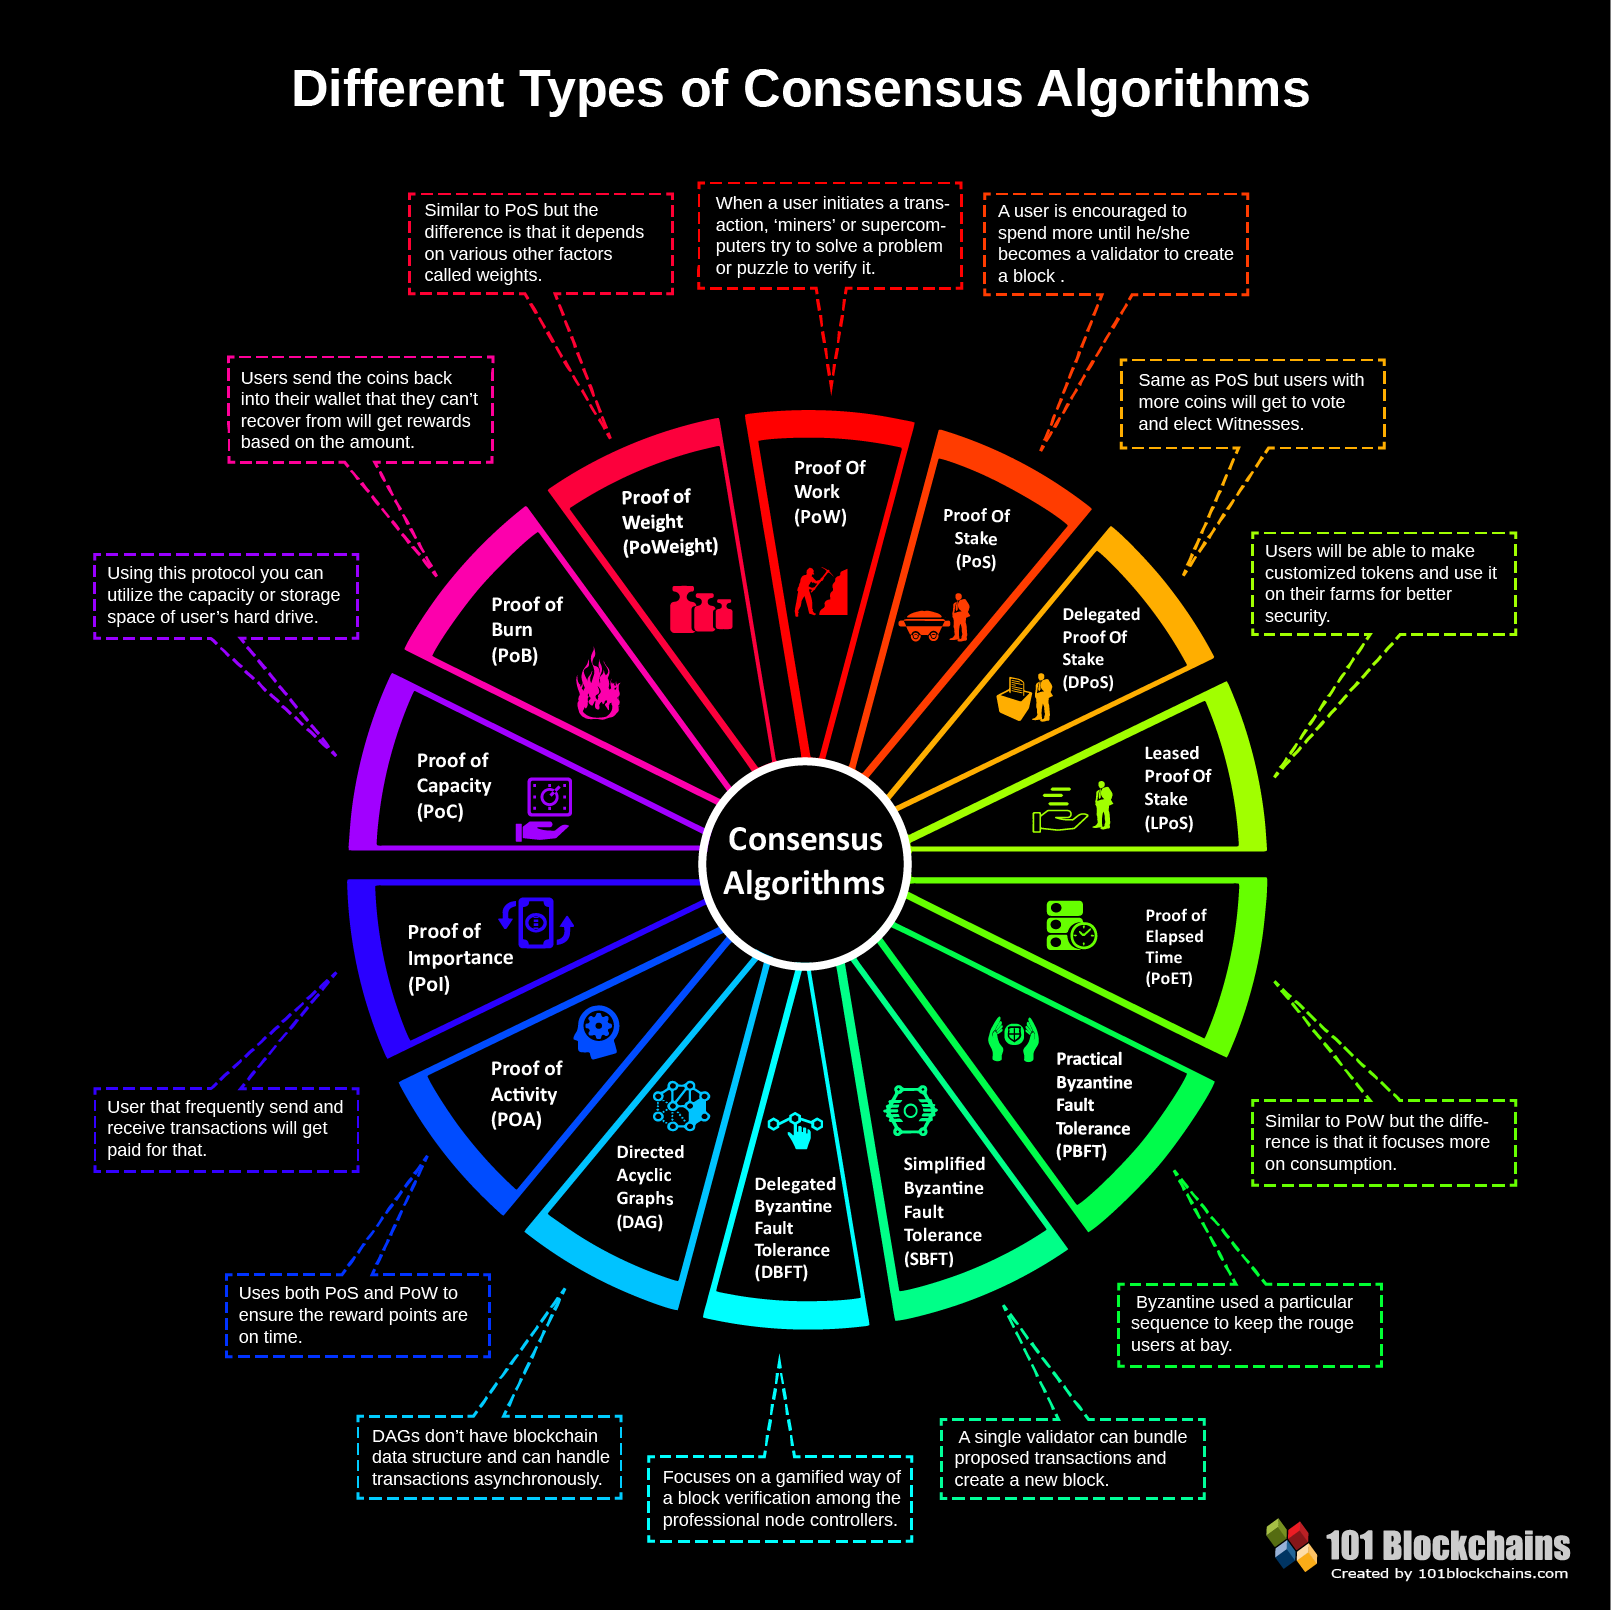 Different Types of Consensus Algorithms
Similar to PoS but the
difference is that it depends
on various other factors
called weights.
When a user initiates a trans-
action, ‘miners’ or supercom-
puters try to solve a problem
or puzzle to verify it.
A user is encouraged to
spend more until he/she
becomes a validator to create
a block .
Users send the coins back
into their wallet that they can’t
recover from will get rewards
based on the amount.
Same as PoS but users with
more coins will get to vote
and elect Witnesses.
Using this protocol you can
utilize the capacity or storage
space of user’s hard drive.
Users will be able to make
customized tokens and use it
on their farms for better
security.
Proof of
Weight
(PoWeight)
Proof Of
Work
(PoW)
Proof Of
Stake
(PoS)
Proof of
Burn
(PoB)
Delegated
Proof Of
Stake
(DPoS)
Proof of
Capacity
(PoC)
Leased
Proof Of
Stake
(LPoS)
Consensus
Algorithms
Proof of
Importance
(PoI)
Proof of
Elapsed
Time
(PoET)
Proof of
Activity
(POA)
Directed
Acyclic
Graphs
(DAG)
Delegated
Byzantine
Fault
Tolerance
(DBFT)
Simplified
Byzantine
Fault
Tolerance
(SBFT)
Practical
Byzantine
Fault
Tolerance
(PBFT)
User that frequently send and
receive transactions will get
paid for that.
Similar to PoW but the diffe-
rence is that it focuses more
on consumption.
Uses both PoS and PoW to
ensure the reward points are
on time.
Byzantine used a particular
sequence to keep the rouge
users at bay.
DAGs don’t have blockchain
data structure and can handle
transactions asynchronously.
Focuses on a gamified way of
a block verification among the
professional node controllers.
A single validator can bundle
proposed transactions and
create a new block.
101 Blockchains
Created by 101blockchains.com